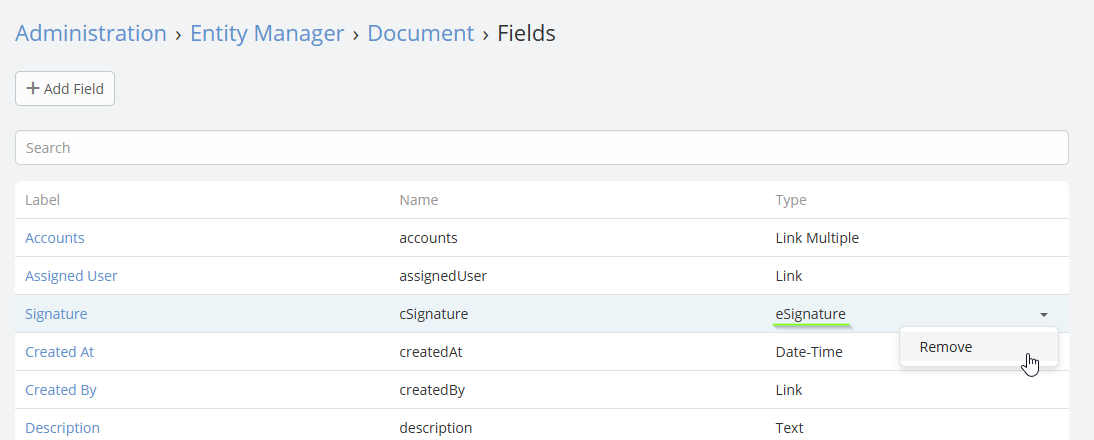 Administration › Entity Manager › Document › Fields
+ Add Field
Search
Label Name Type
Accounts accounts Link Multiple
Assigned User assignedUser Link
Signature cSignature eSignature
Remove
Created At createdAt Date-Time
Created By createdBy Link
Description description Text